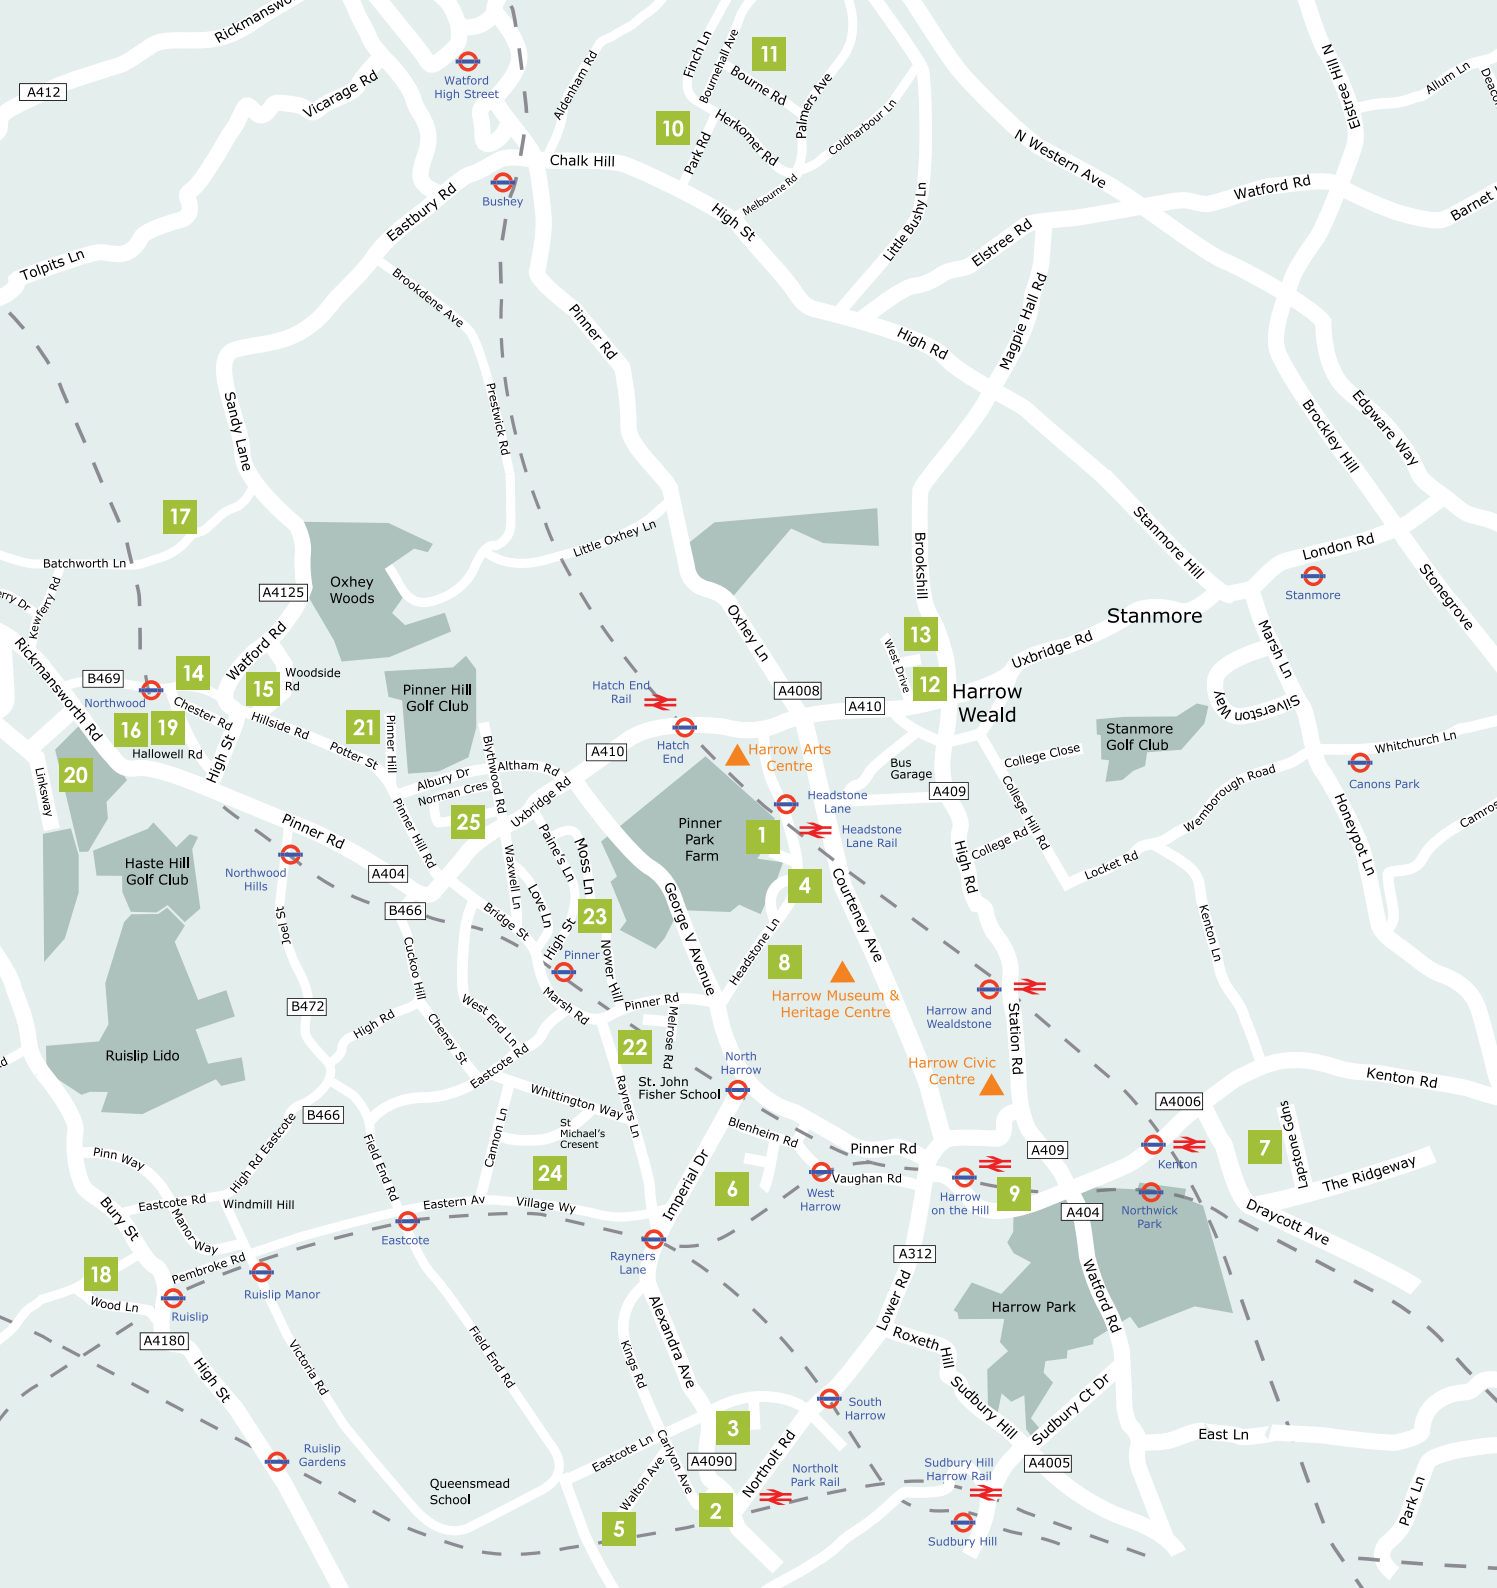 Rickmanswo
A412
Vicarage Rd
Watford
High Street
Aldenham Rd
Finch Ln
Bournehall Ave
11
Bourne Rd
Palmers Ave
10
Herkomer Rd
Park Rd
Coldharbour Ln
Melbourne Rd
Chalk Hill
High St
Little Bushy Ln
N Western Ave
Elstree Hill N
Elstree
Allum Ln
Deaco
Watford Rd
Barnet
Elstree Rd
Magpie Hall Rd
High Rd
Bushey
Eastbury Rd
Tolpits Ln
Brookdene Ave
Pinner Rd
Prestwick Rd
Sandy Lane
Brockley Hill
Edgware Way
17
Batchworth Ln
Kewferry Rd
erry Dr
A4125
Oxhey
Woods
Little Oxhey Ln
Brookshill
Stanmore Hill
London Rd
Stanmore
Stonegrove
Oxhey Ln
13
West Drive
12
Harrow
Weald
Uxbridge Rd
Stanmore
Marsh Ln
Silverston
Way
Rickmansworth Rd
B469
14
Watford Rd
Woodside
Rd
15
Northwood
16
19
Chester Rd
Hallowell Rd
High St
Hillside Rd
Potter St
21
Pinner Hill
Pinner Hill
Golf Club
Hatch End
Rail
A4008
A410
A410
Hatch
End
Harrow Arts
Centre
Bus
Garage
A409
College Close
College Hill Rd
College Rd
Stanmore
Golf Club
Whitchurch Ln
Canons Park
Wemborough Road
Honeypot Ln
Camros
Locket Rd
20
Linksway
Blythwood Rd
Albury Dr
Altham Rd
Norman Cres
Uxbridge Rd
25
Headstone
Lane
1
Headstone
Lane Rail
Pinner
Park
Farm
Pinner Rd
Pinner Hill Rd
Haste Hill
Golf Club
Northwood
Hills
A404
B466
Waxwell Ln
Paine's Ln
Moss Ln
Love Ln
4
Courteney Ave
High Rd
Kenton Ln
Joel St
Bridge St
High St
23
George V Avenue
Headstone Ln
8
Harrow Museum &
Heritage Centre
Cuckoo Hill
Pinner
Nower Hill
Harrow and
Wealdstone
Station Rd
B472
High Rd
West End Ln
Marsh Rd
Pinner Rd
Melrose Rd
Cheney St
Eastcote Rd
22
St. John
Fisher School
North
Harrow
Harrow Civic
Centre
Ruislip Lido
Kenton Rd
A4006
Whittington Way
Rayners Ln
B466
St
Michael's
Cresent
Blenheim Rd
Pinner Rd
A409
Kenton
7
Lapstone Gdns
The Ridgeway
High Rd Eastcote
Cannon Ln
Field End Rd
24
Pinn Way
Imperial Dr
6
West
Harrow
Vaughan Rd
Harrow
on the Hill
9
A404
Northwick
Park
Draycott Ave
Bury St
Eastcote Rd
Windmill Hill
Manor Way
Eastern Av
Village Wy
Eastcote
Rayners
Lane
A312
Pembroke Rd
18
Wood Ln
Ruislip Manor
Ruislip
A4180
Lower Rd
Harrow Park
Watford Rd
Alexandra Ave
Roxeth Hill
High St
Victoria Rd
Field End Rd
Kings Rd
Sudbury Hill
Sudbury Ct Dr
South
Harrow
3
East Ln
Ruislip
Gardens
Eastcote Ln
Carlyon Ave
A4090
Northolt Rd
Northolt
Park Rail
Sudbury Hill
Harrow Rail
A4005
Queensmead
School
Walton Ave
2
5
Sudbury Hill
Park Ln